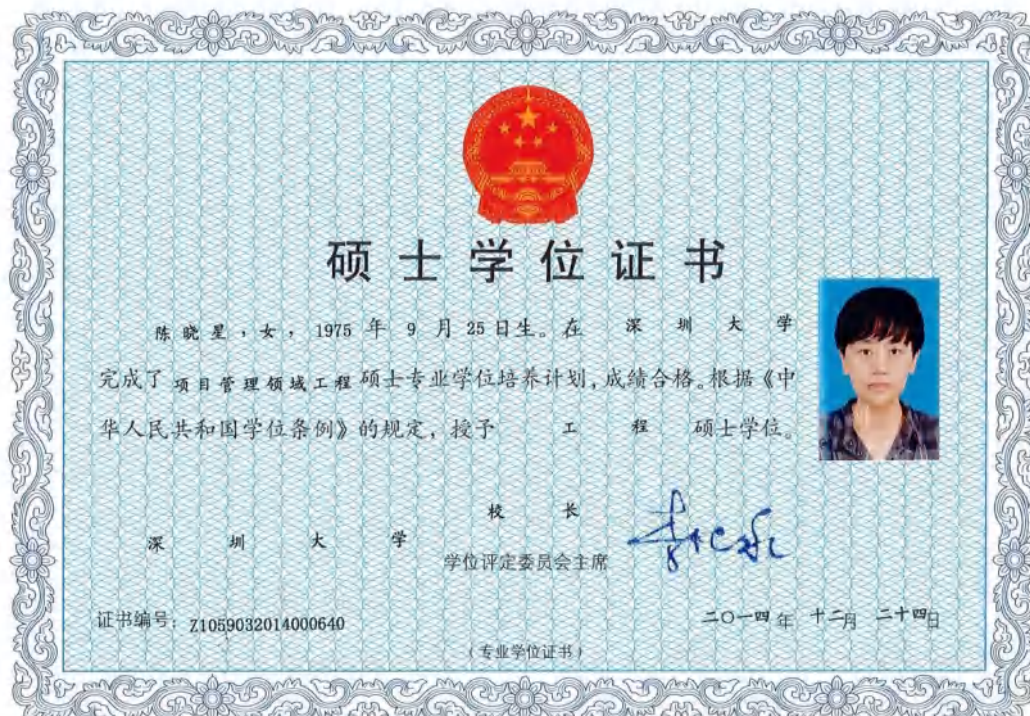 硕士学位证书
陈晓星，女，1975 年 9 月 25 日生。在 深圳大学
完成了 项目管理领域工程 硕士专业学位培养计划，成绩合格。根据《中
华人民共和国学位条例》的规定，授予 工程 硕士学位。
校长
深圳大学
学位评定委员会主席
证书编号：Z1059032014000640
二〇一四年 十二月 二十四日
（专业学位证书）